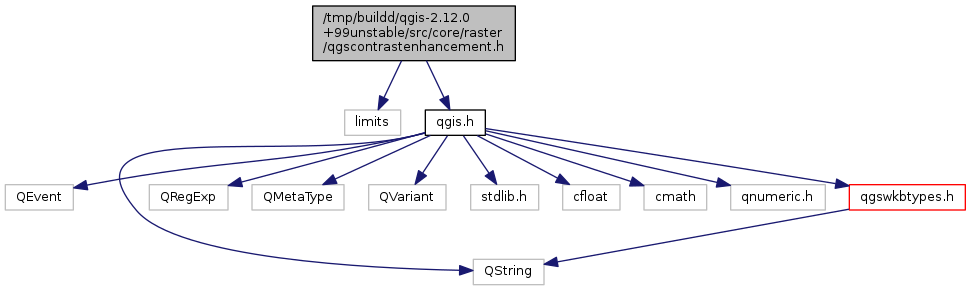 /tmp/buildd/qgis-2.12.0
+99unstable/src/core/raster
/qgscontrastenhancement.h
limits
qgis.h
QEvent
QRegExp
QMetaType
QVariant
stdlib.h
cfloat
cmath
qnumeric.h
qgswkbtypes.h
QString